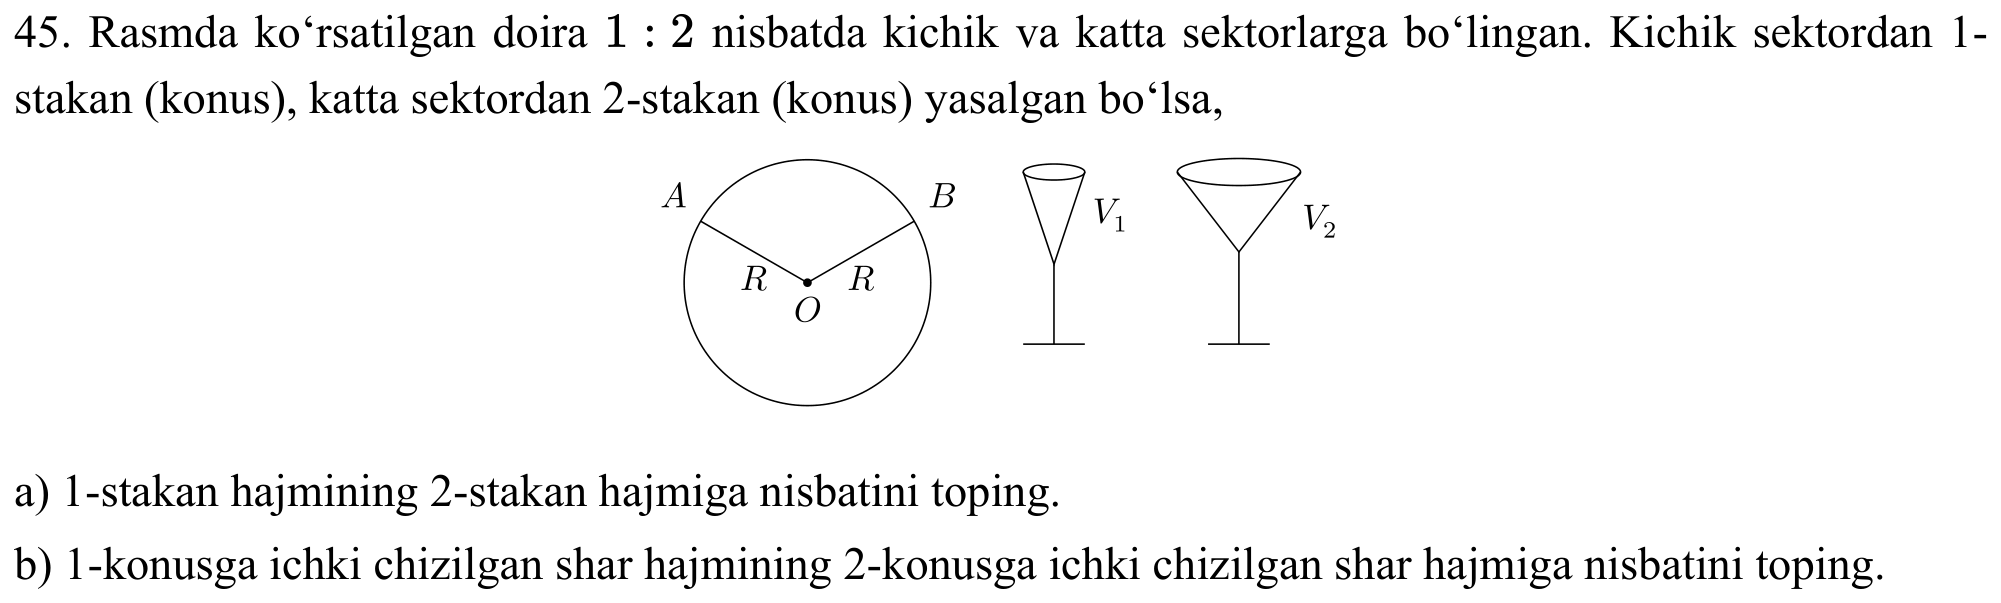 45. Rasmda ko‘rsatilgan doira 1 : 2 nisbatda kichik va katta sektorlarga bo‘lingan. Kichik sektordan 1-
stakan (konus), katta sektordan 2-stakan (konus) yasalgan bo‘lsa,
A
B
V₁
V₂
R
R
O
a) 1-stakan hajmining 2-stakan hajmiga nisbatini toping.
b) 1-konusga ichki chizilgan shar hajmining 2-konusga ichki chizilgan shar hajmiga nisbatini toping.